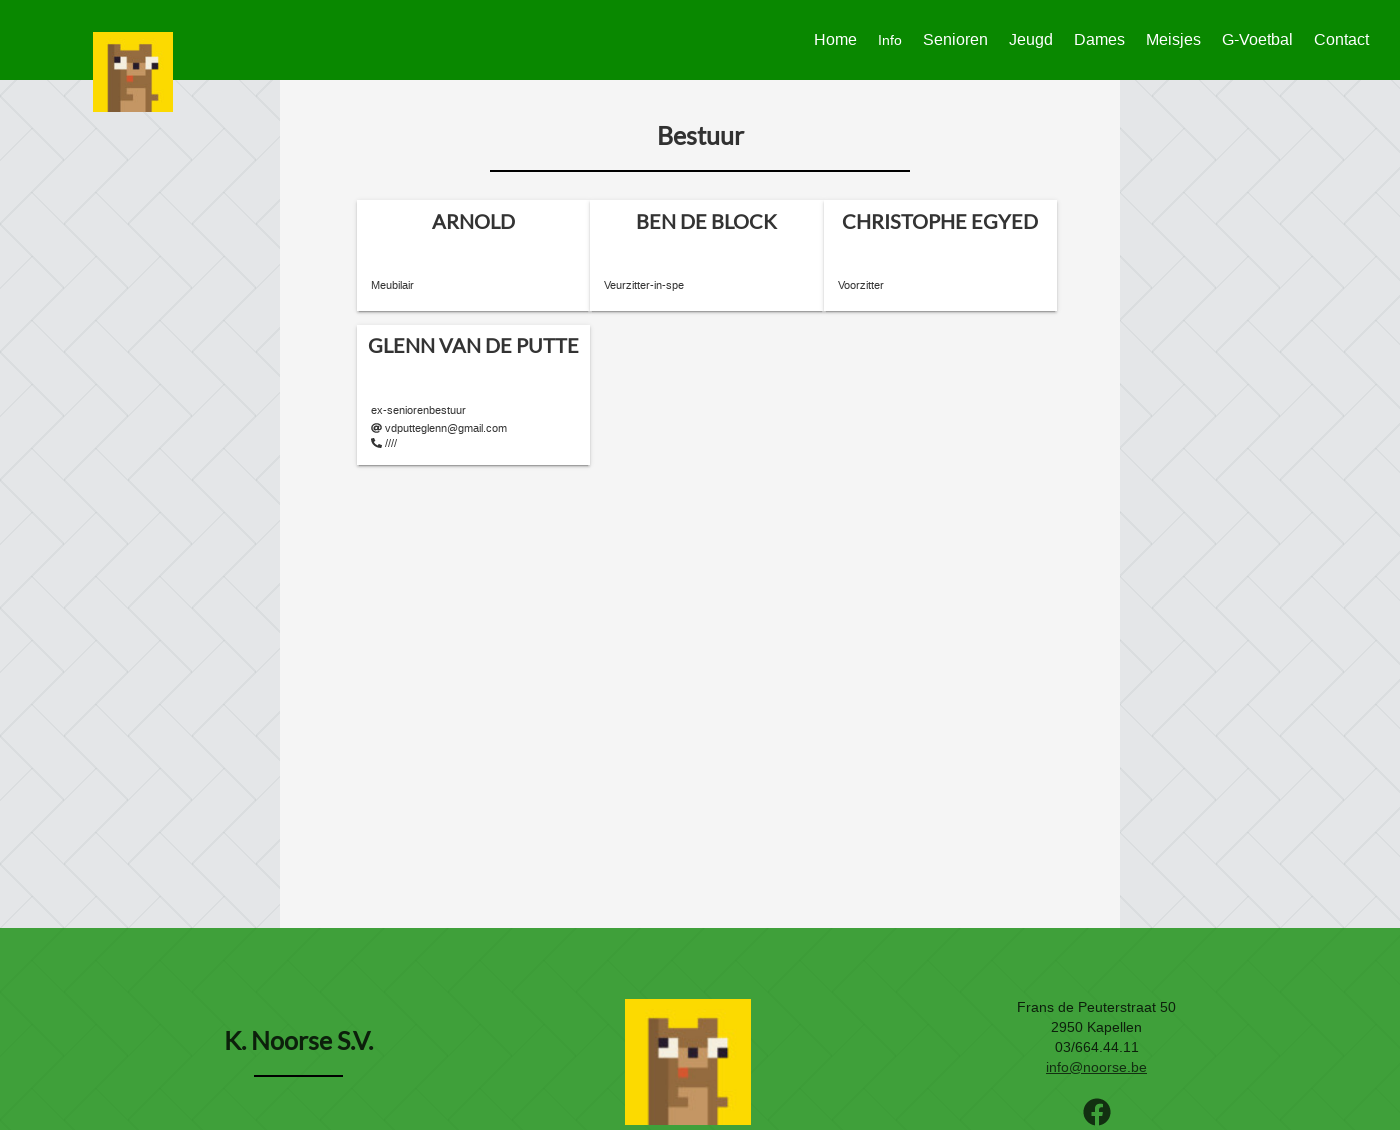 Home Info Senioren Jeugd Dames Meisjes G-Voetbal Contact
Bestuur
ARNOLD
Meubilair
BEN DE BLOCK
Veurzitter-in-spe
CHRISTOPHE EGYED
Voorzitter
GLENN VAN DE PUTTE
ex-seniorenbestuur
vdputteglenn@gmail.com
////
K. Noorse S.V.
Frans de Peuterstraat 50
2950 Kapellen
03/664.44.11
info@noorse.be